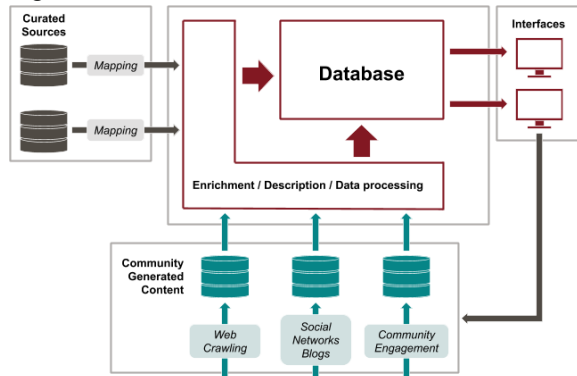 Curated
Sources
Mapping
Mapping
Database
Enrichment / Description / Data processing
Interfaces
Community
Generated
Content
Web
Crawling
Social
Networks
Blogs
Community
Engagement